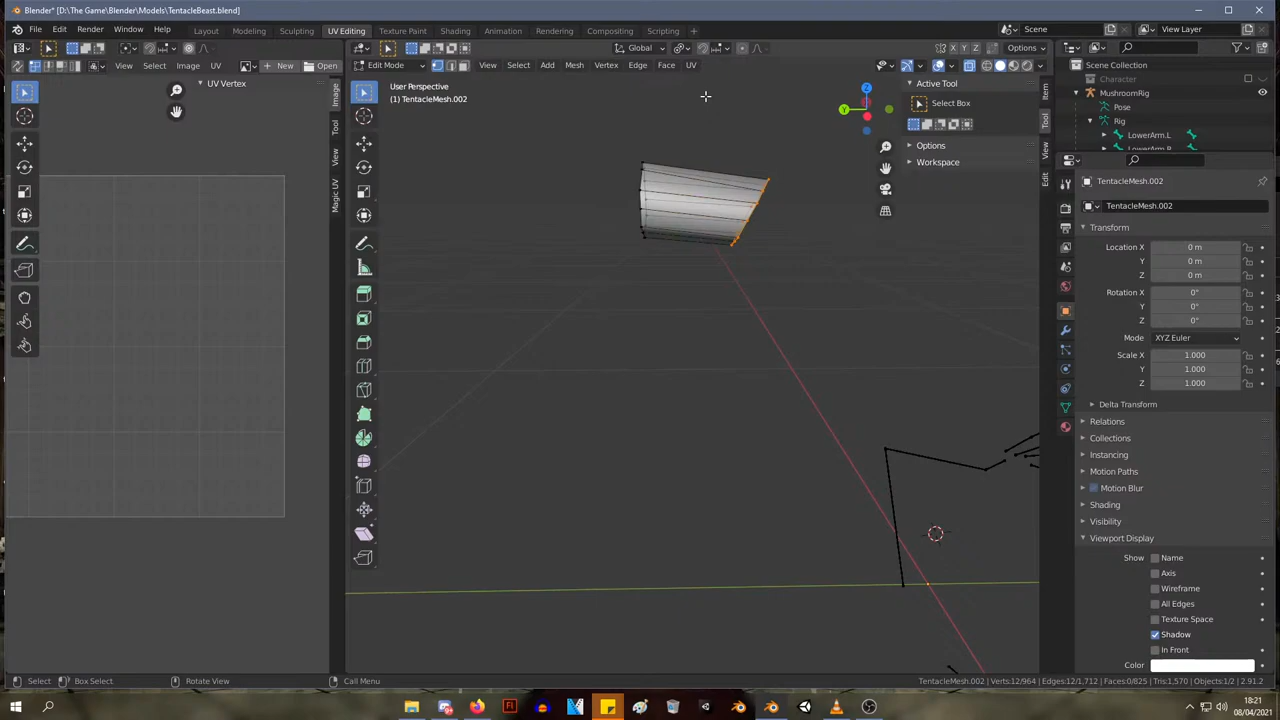 Blender* [D:\The Game\Blender\Models\TentacleBeast.blend]
File Edit Render Window Help Layout Modeling Sculpting UV Editing Texture Paint Shading Animation Rendering Compositing Scripting Scene View Layer
Global Options
View Select Image UV New Open Edit Mode View Select Add Mesh Vertex Edge Face UV Scene Collection
UV Vertex
Image
Tool
View
Magic UV
User Perspective
(1) TentacleMesh.002
Z
Y
Active Tool
Select Box
Options
Workspace
Item
Tool
View
Edit
Character
MushroomRig
Pose
Rig
LowerArm.L
LowerArm.R
TentacleMesh.002
TentacleMesh.002
Transform
Location X 0 m
Y 0 m
Z 0 m
Rotation X 0°
Y 0°
Z 0°
Mode XYZ Euler
Scale X 1.000
Y 1.000
Z 1.000
Delta Transform
Relations
Collections
Instancing
Motion Paths
Motion Blur
Shading
Visibility
Viewport Display
Show Name
Axis
Wireframe
All Edges
Texture Space
Shadow
In Front
Color
Select Box Select Rotate View Call Menu TentacleMesh.002 | Verts:12/964 | Edges:12/1,712 | Faces:0/825 | Tris:1,570 | Objects:1/2 | 2.91.2
18:21
08/04/2021